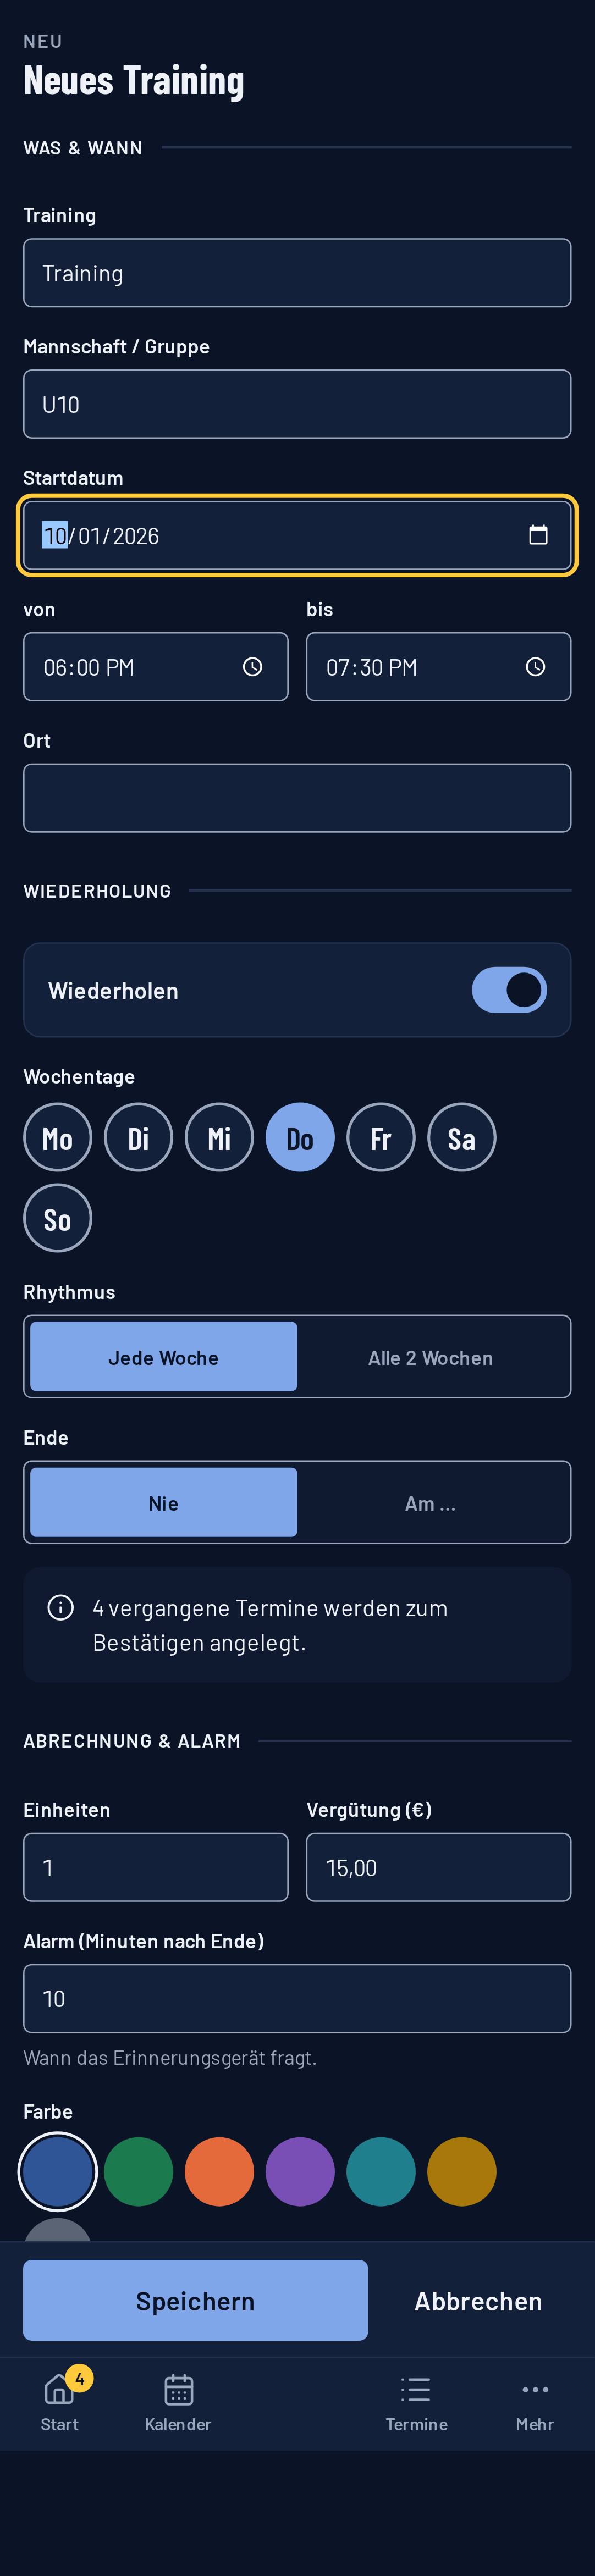 NEU
Neues Training
WAS & WANN
Training
Training
Mannschaft / Gruppe
U10
Startdatum
10/01/2026
von
bis
06:00 PM
07:30 PM
Ort
WIEDERHOLUNG
Wiederholen
Wochentage
Mo Di Mi Do Fr Sa
So
Rhythmus
Jede Woche
Alle 2 Wochen
Ende
Nie
Am ...
4 vergangene Termine werden zum
Bestätigen angelegt.
ABRECHNUNG & ALARM
Einheiten
Vergütung (€)
1
15,00
Alarm (Minuten nach Ende)
10
Wann das Erinnerungsgerät fragt.
Farbe
Speichern
Abbrechen
4
Start
Kalender
Termine
Mehr